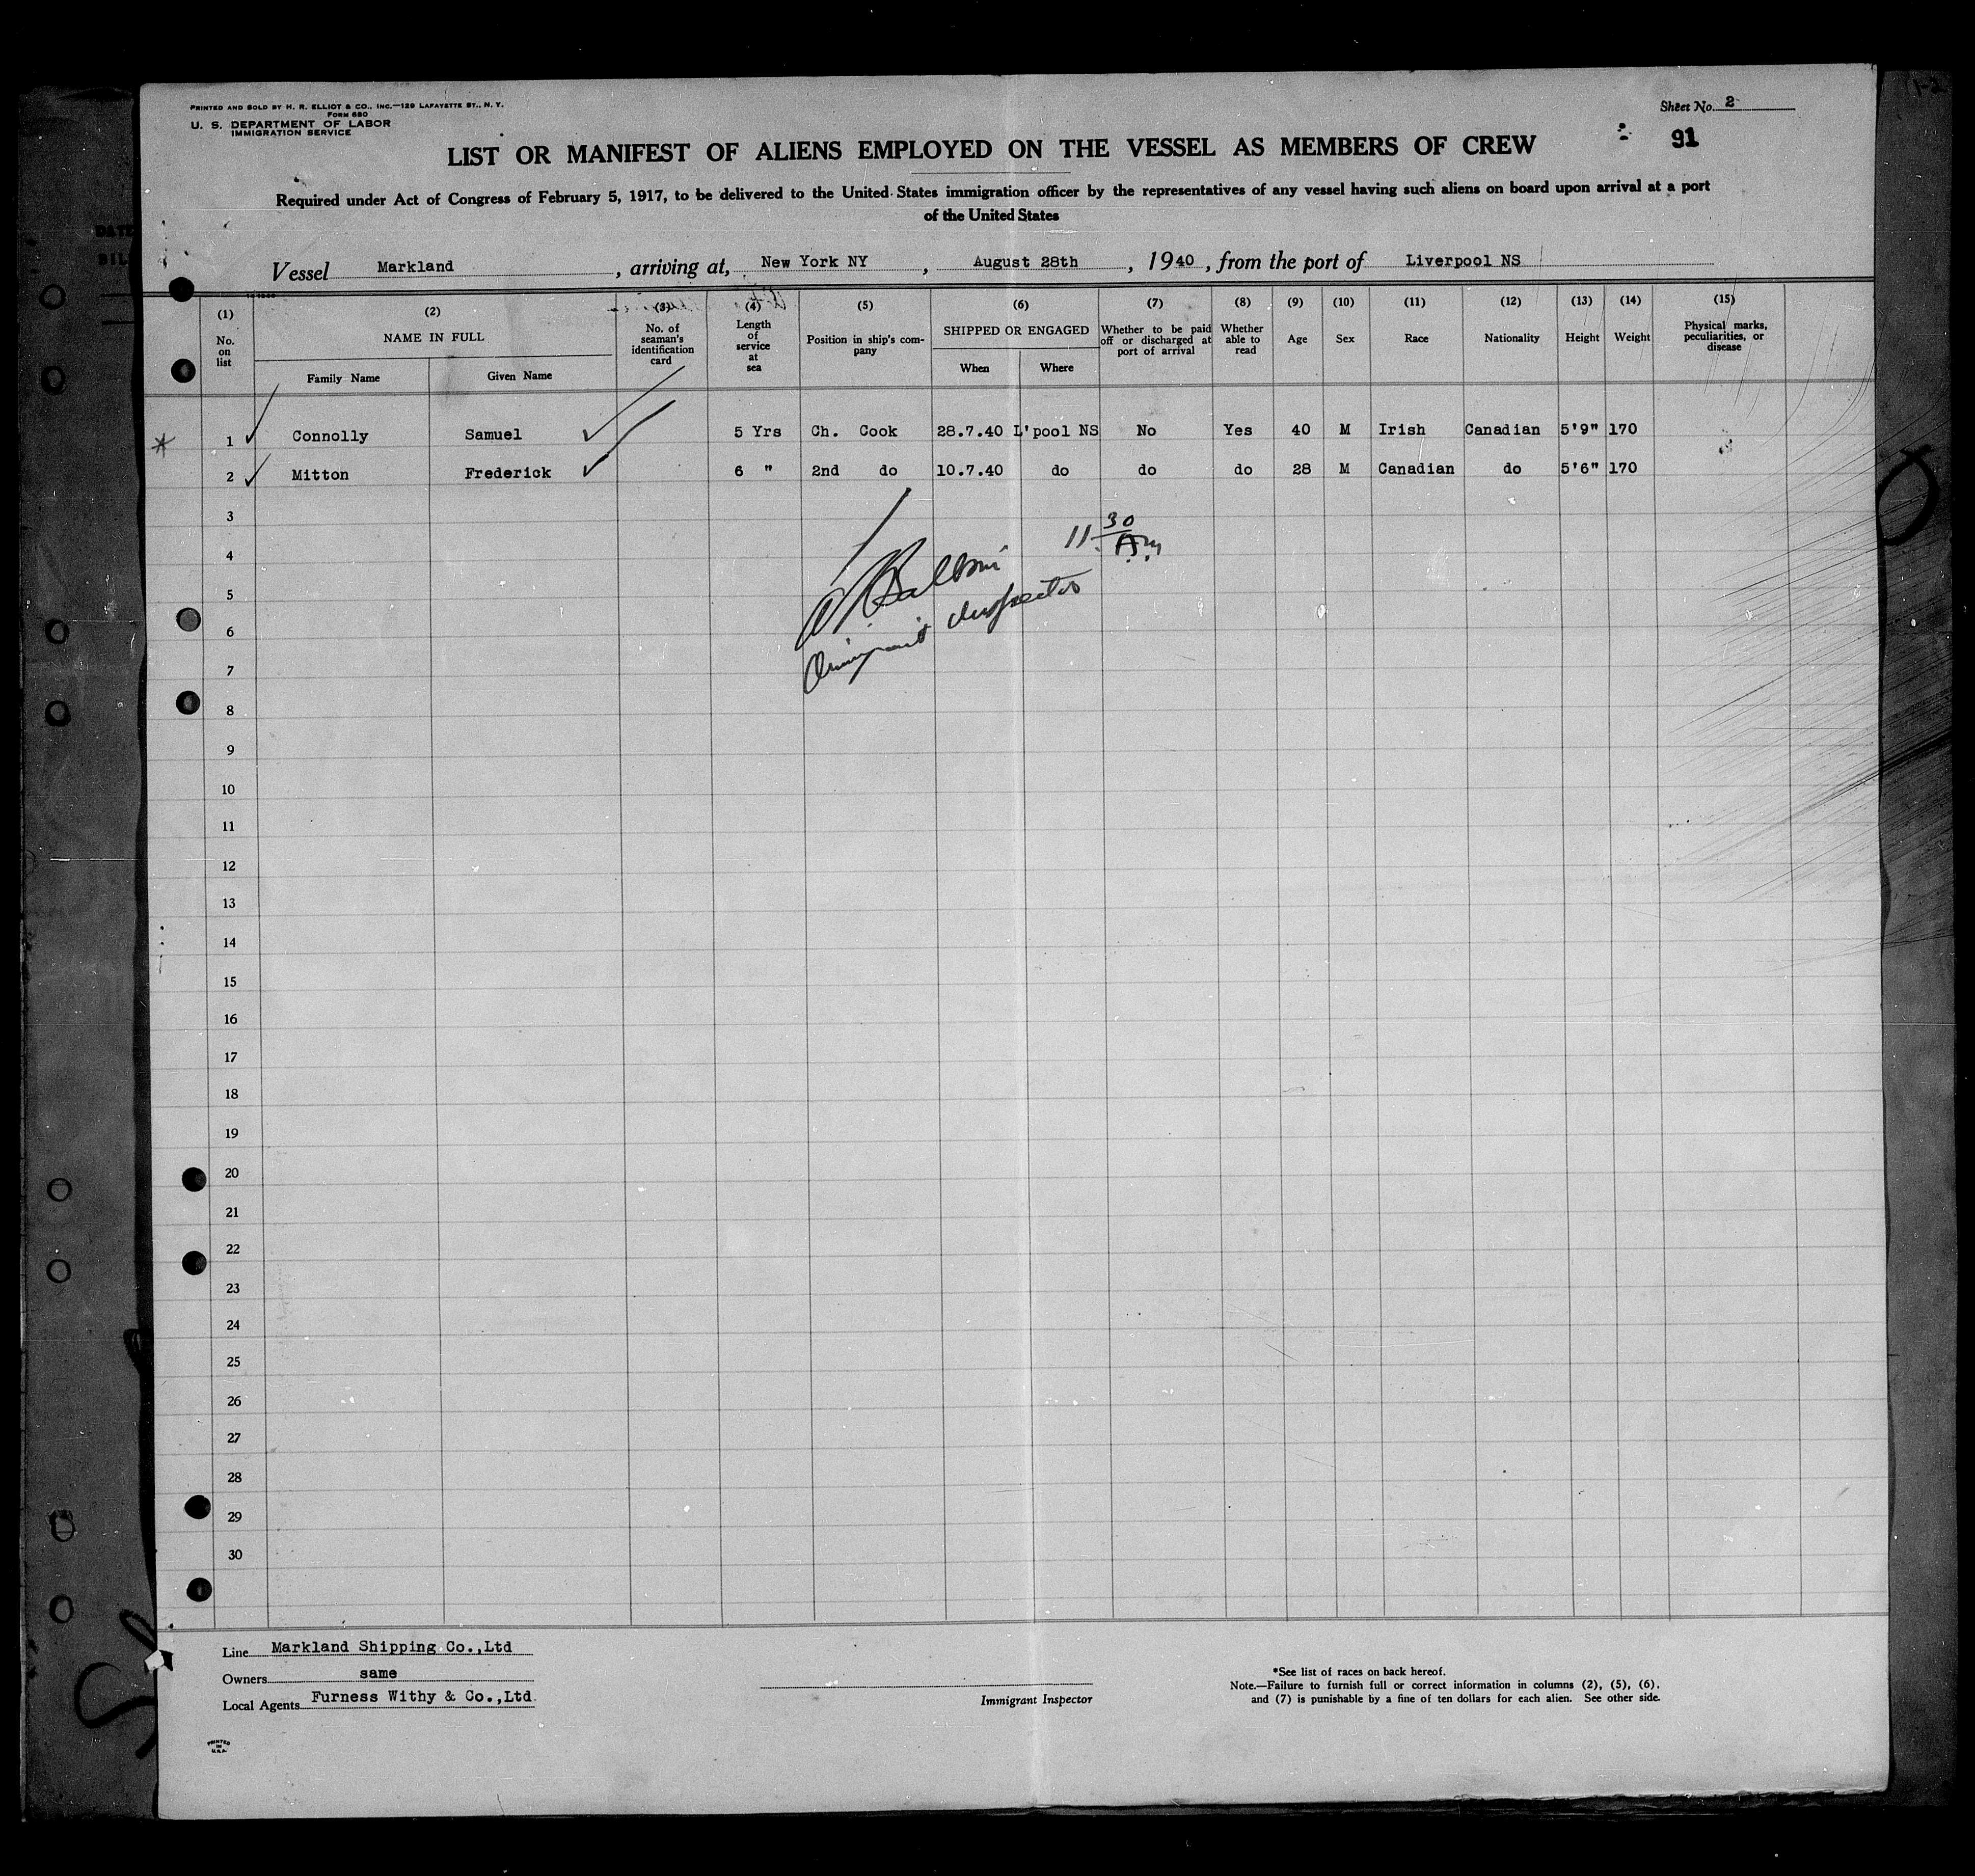 PRINTED AND SOLD BY H. R. ELLIOT & CO., INC.—129 LAFAYETTE ST., N. Y.
FORM 680
U. S. DEPARTMENT OF LABOR
IMMIGRATION SERVICE
Sheet No. 2
91
LIST OR MANIFEST OF ALIENS EMPLOYED ON THE VESSEL AS MEMBERS OF CREW
Required under Act of Congress of February 5, 1917, to be delivered to the United States immigration officer by the representatives of any vessel having such aliens on board upon arrival at a port
of the United States
Vessel Markland, arriving at, New York NY, August 28th, 1940, from the port of Liverpool NS
(1) No. on list
(2) NAME IN FULL
Family Name Given Name
(3) No. of seaman's identification card
(4) Length of service at sea
(5) Position in ship's company
(6) SHIPPED OR ENGAGED
When Where
(7) Whether to be paid off or discharged at port of arrival
(8) Whether able to read
(9) Age
(10) Sex
(11) Race
(12) Nationality
(13) Height
(14) Weight
(15) Physical marks, peculiarities, or disease
1 Connolly Samuel 5 Yrs Ch. Cook 28.7.40 L'pool NS No Yes 40 M Irish Canadian 5'9" 170
2 Mitton Frederick 6 " 2nd do 10.7.40 do do do 28 M Canadian do 5'6" 170
3
11 30 Am
4
5
6
Inspector
7
8
9
10
11
12
13
14
15
16
17
18
19
20
21
22
23
24
25
26
27
28
29
30
Line Markland Shipping Co.,Ltd
Owners same
Local Agents Furness Withy & Co.,Ltd.
Immigrant Inspector
*See list of races on back hereof.
Note.—Failure to furnish full or correct information in columns (2), (5), (6),
and (7) is punishable by a fine of ten dollars for each alien. See other side.
PRINTED
IN
U.S.A.